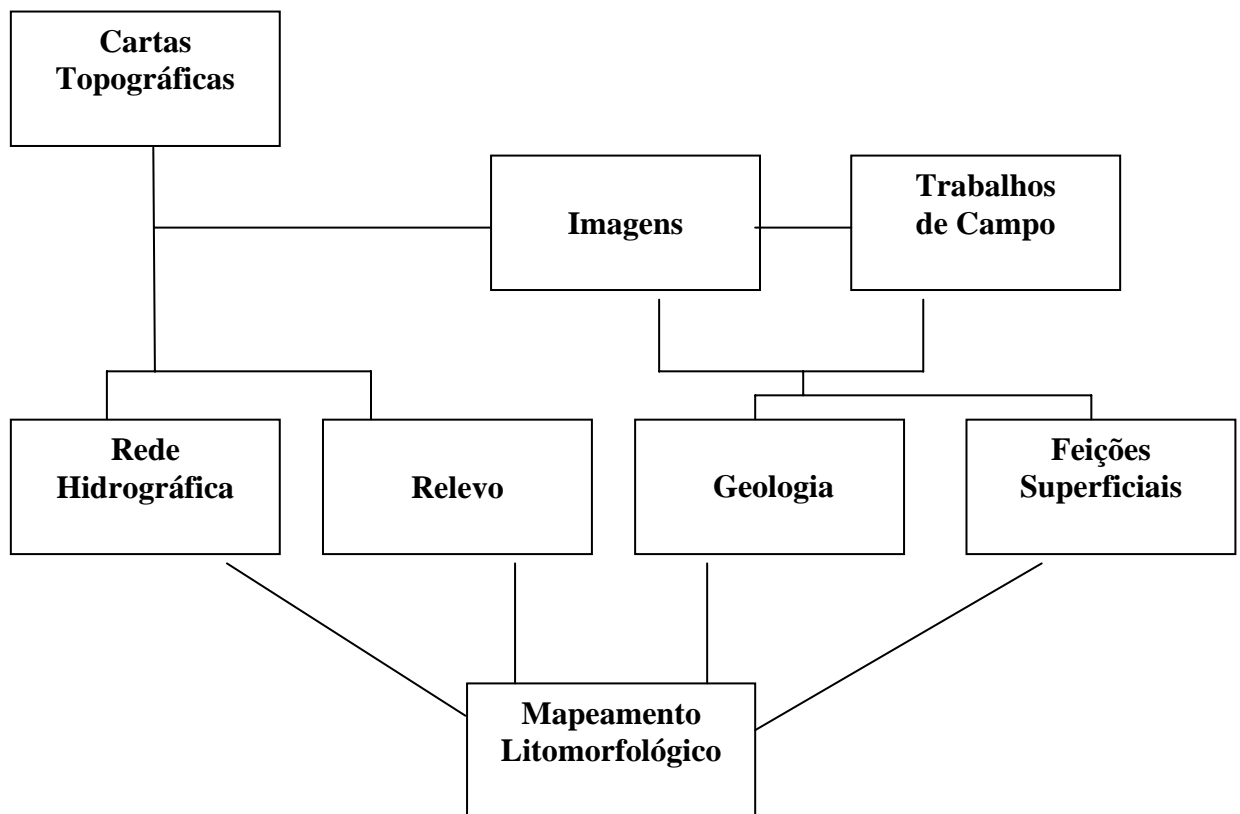 Cartas
Topográficas
Imagens
Trabalhos
de Campo
Rede
Hidrográfica
Relevo
Geologia
Feições
Superficiais
Mapeamento
Litomorfológico